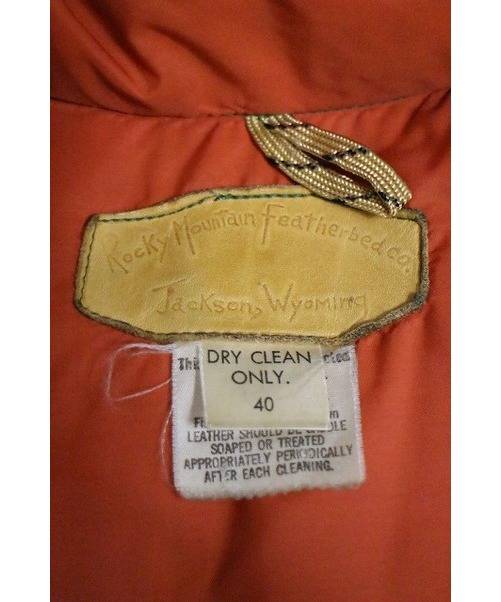 Rocky Mountain Featherbed co.
Jackson, Wyoming
DRY CLEAN
ONLY.
40
LEATHER SHOULD BE
SOAPED OR TREATED
APPROPRIATELY PERIODICALLY
AFTER EACH CLEANING.